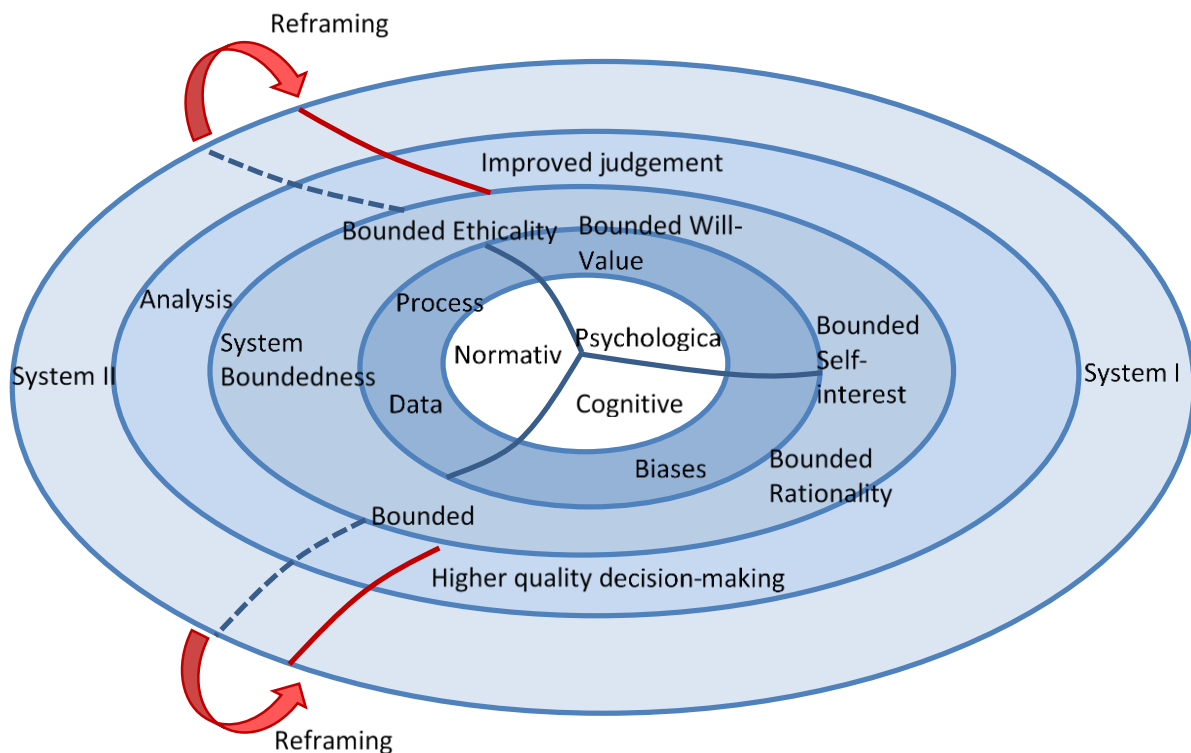 Reframing
Improved judgement
Bounded Ethicality
Bounded Will-
Value
Analysis
Process
System
Boundedness
Normativ
Psychologica
Bounded
Self-
interest
System II
System I
Data
Cognitive
Biases
Bounded
Rationality
Bounded
Higher quality decision-making
Reframing